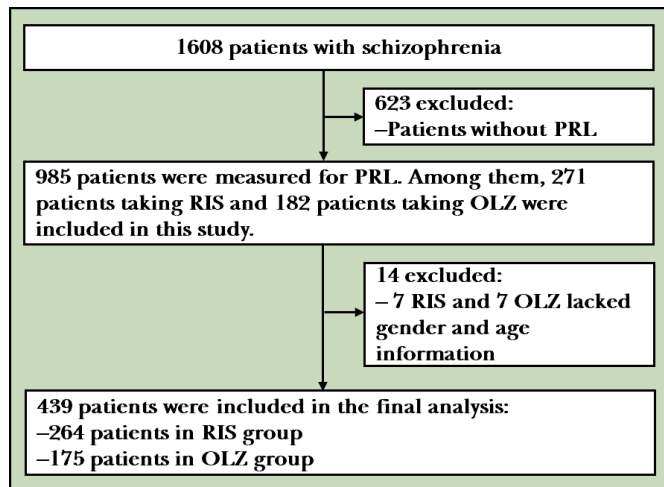 1608 patients with schizophrenia
623 excluded:
–Patients without PRL
985 patients were measured for PRL. Among them, 271
patients taking RIS and 182 patients taking OLZ were
included in this study.
14 excluded:
– 7 RIS and 7 OLZ lacked
gender and age
information
439 patients were included in the final analysis:
–264 patients in RIS group
–175 patients in OLZ group